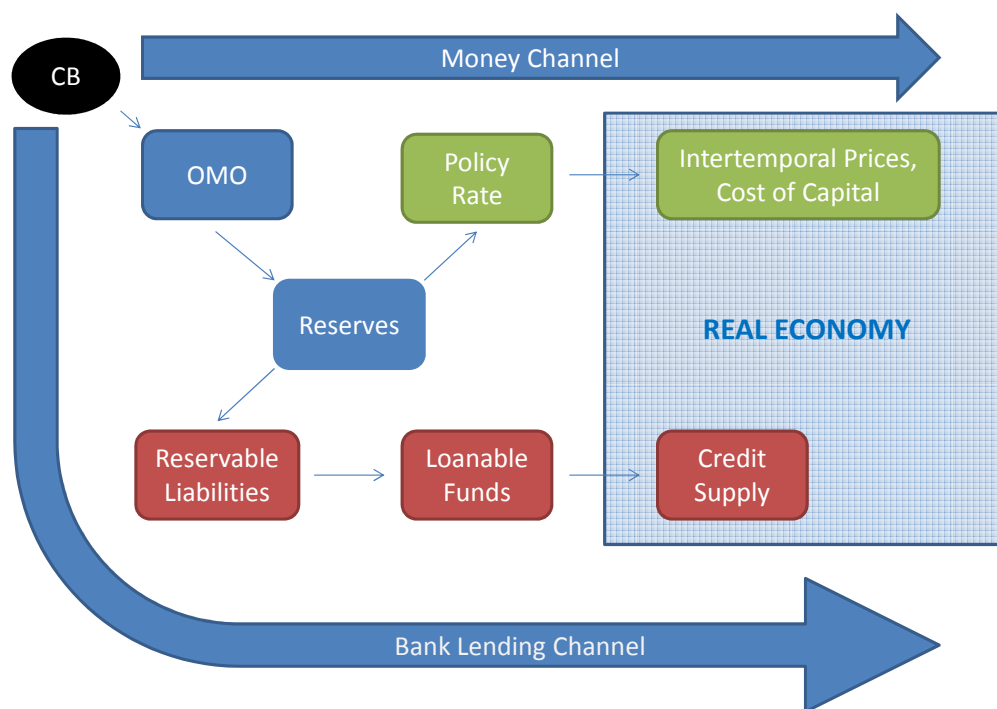 Money Channel
CB
OMO
Policy
Rate
Intertemporal Prices,
Cost of Capital
Reserves
REAL ECONOMY
Reservable
Liabilities
Loanable
Funds
Credit
Supply
Bank Lending Channel